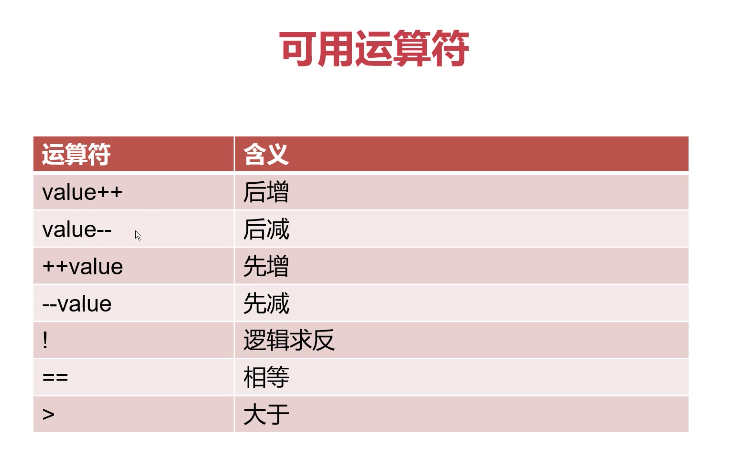 可用运算符
运算符 含义
value++ 后增
value-- 后减
++value 先增
--value 先减
! 逻辑求反
== 相等
> 大于